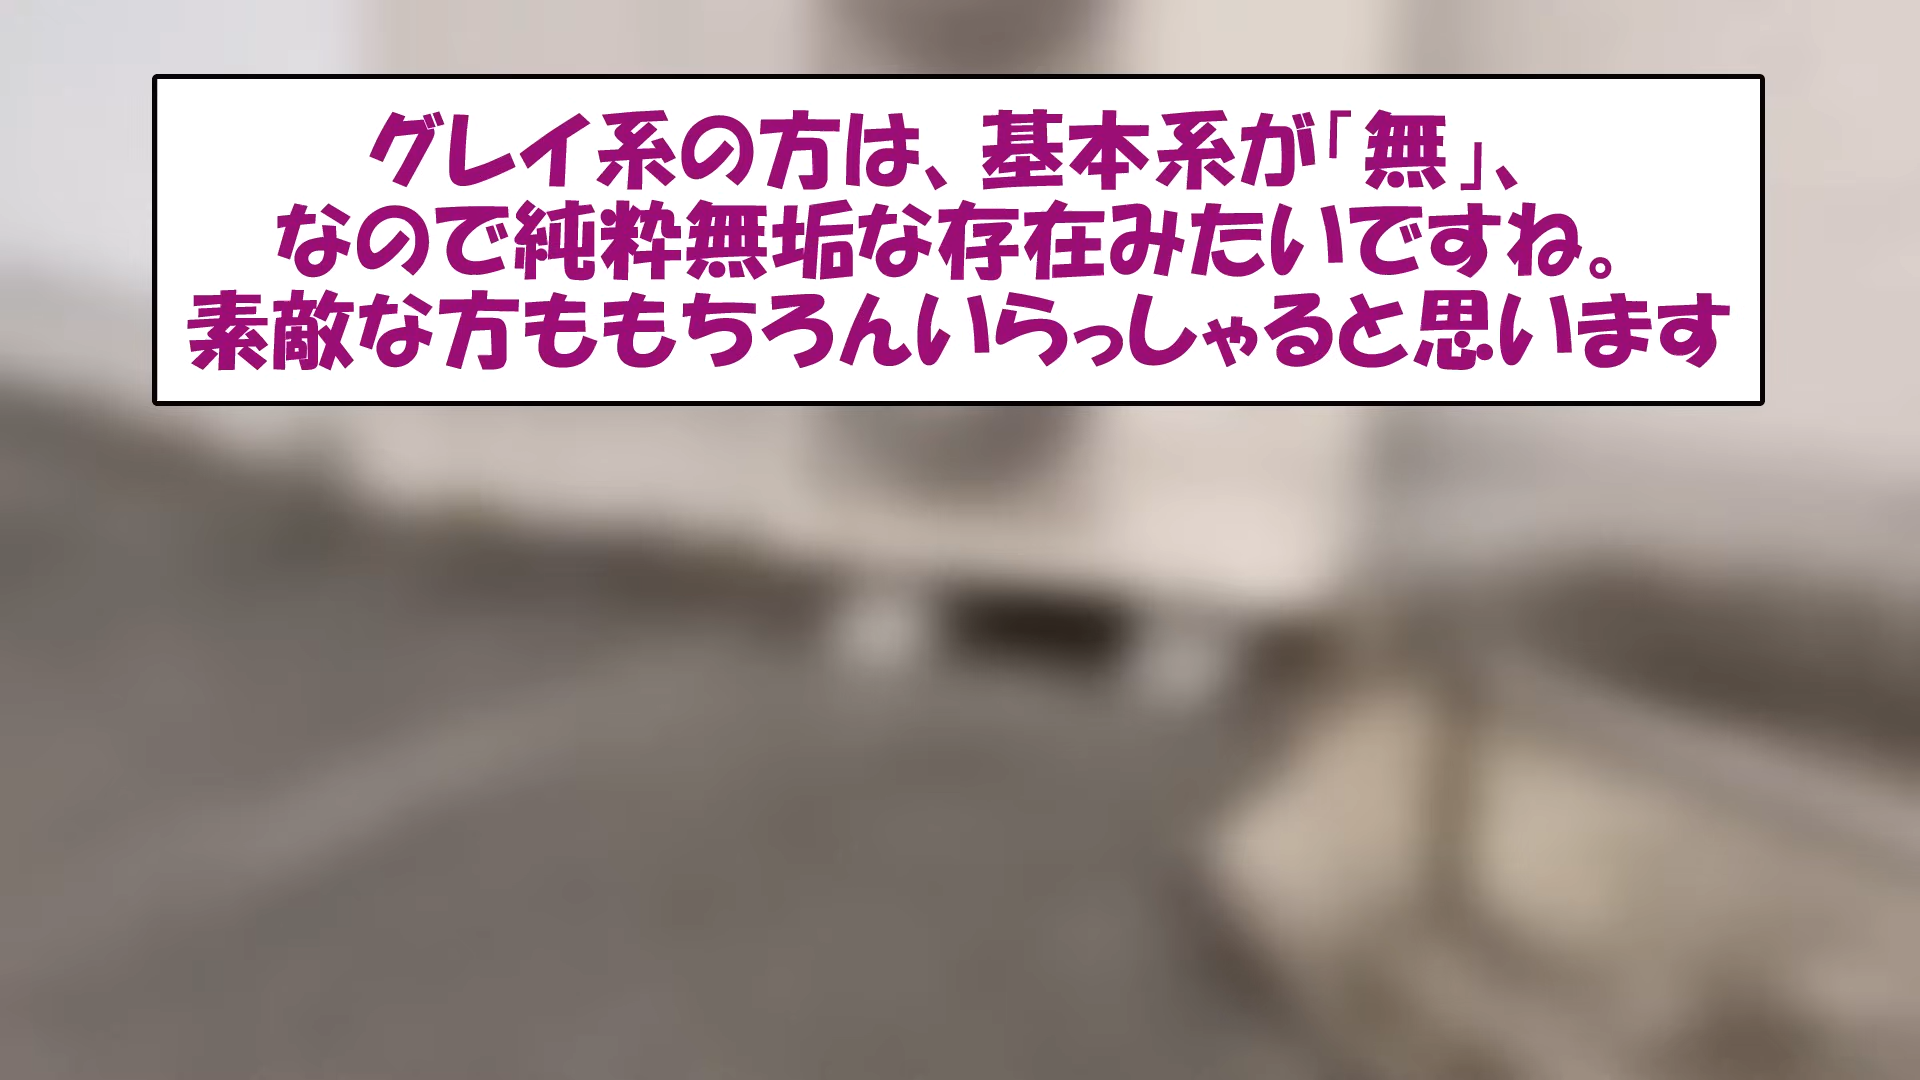 グレイ系の方は、基本系が「無」、
なので純粋無垢な存在みたいですね。
素敵な方ももちろんいらっしゃると思います